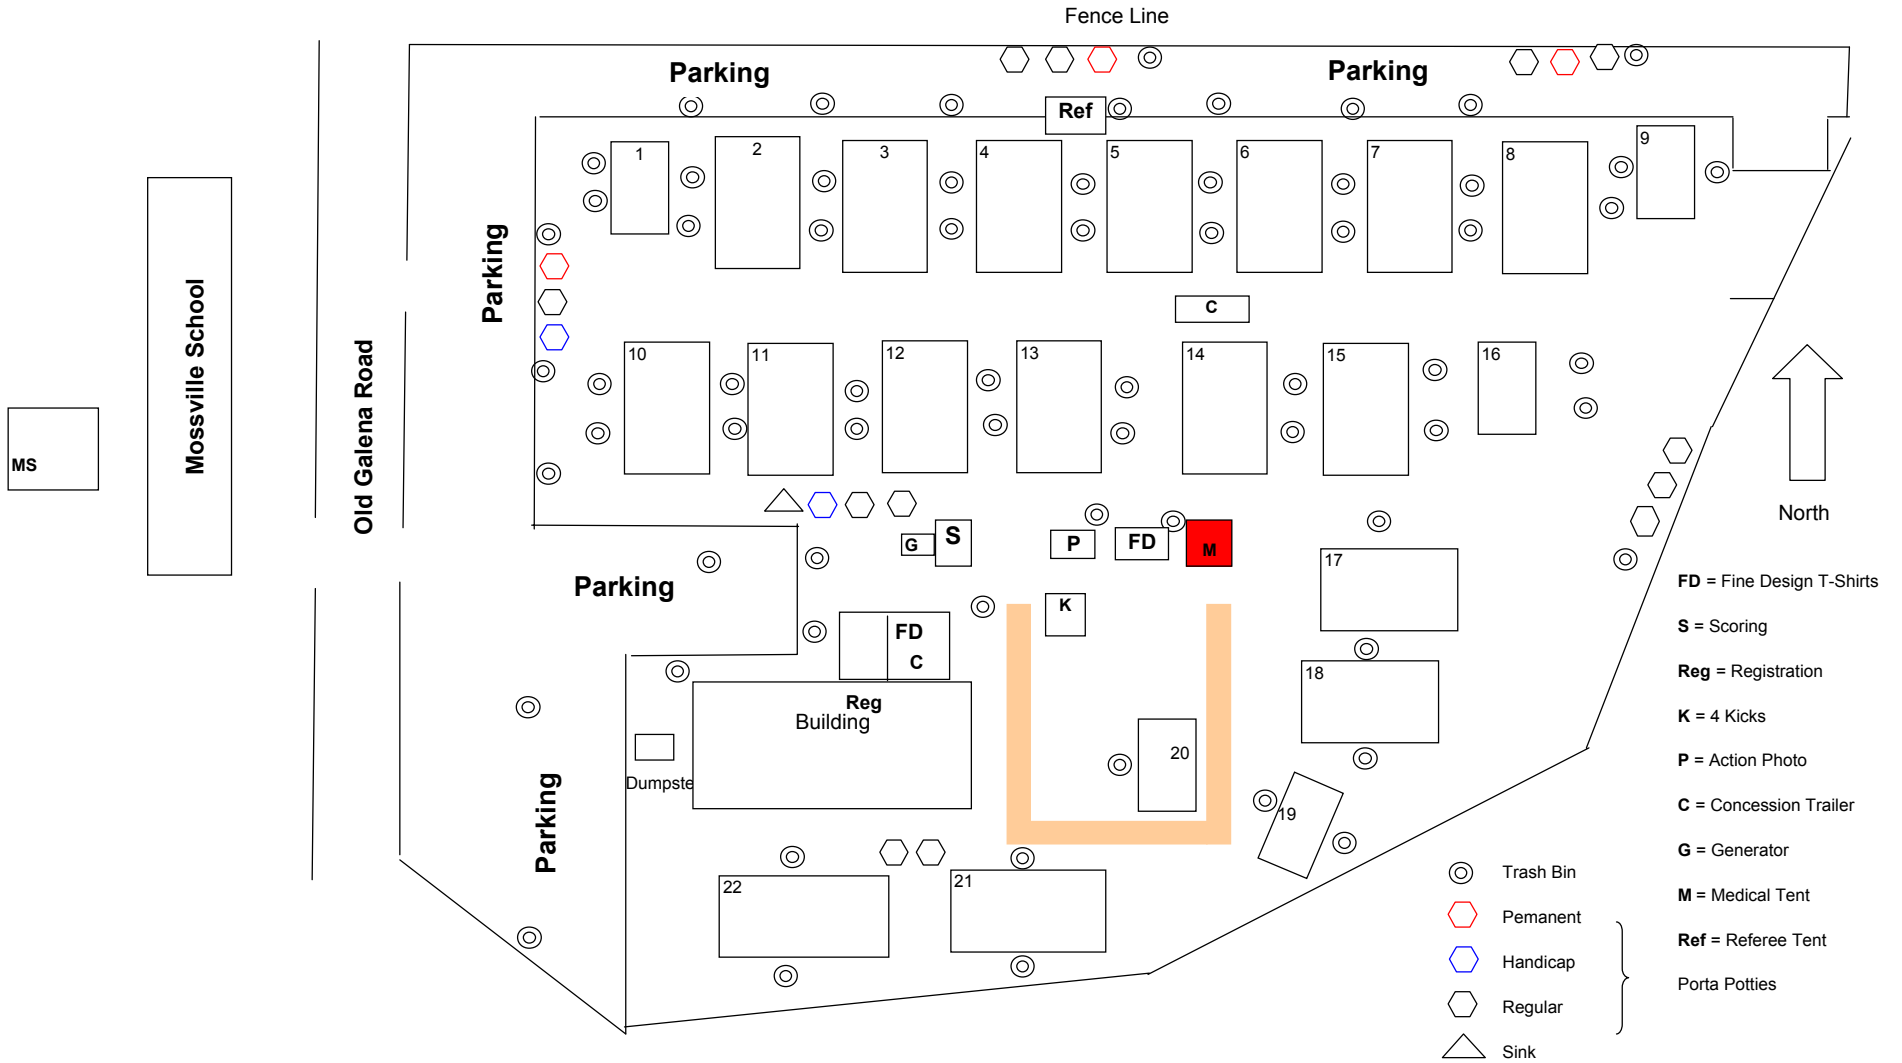 Fence Line
Parking
Parking
Ref
1
2
3
4
5
6
7
8
9
Parking
Mossville School
Old Galena Road
MS
C
10
11
12
13
14
15
16
North
G
S
P
FD
M
17
K
FD
C
Parking
Reg
Building
18
Dumpste
20
19
Parking
22
21
FD = Fine Design T-Shirts
S = Scoring
Reg = Registration
K = 4 Kicks
P = Action Photo
C = Concession Trailer
G = Generator
M = Medical Tent
Ref = Referee Tent
Porta Potties
Trash Bin
Pemanent
Handicap
Regular
Sink